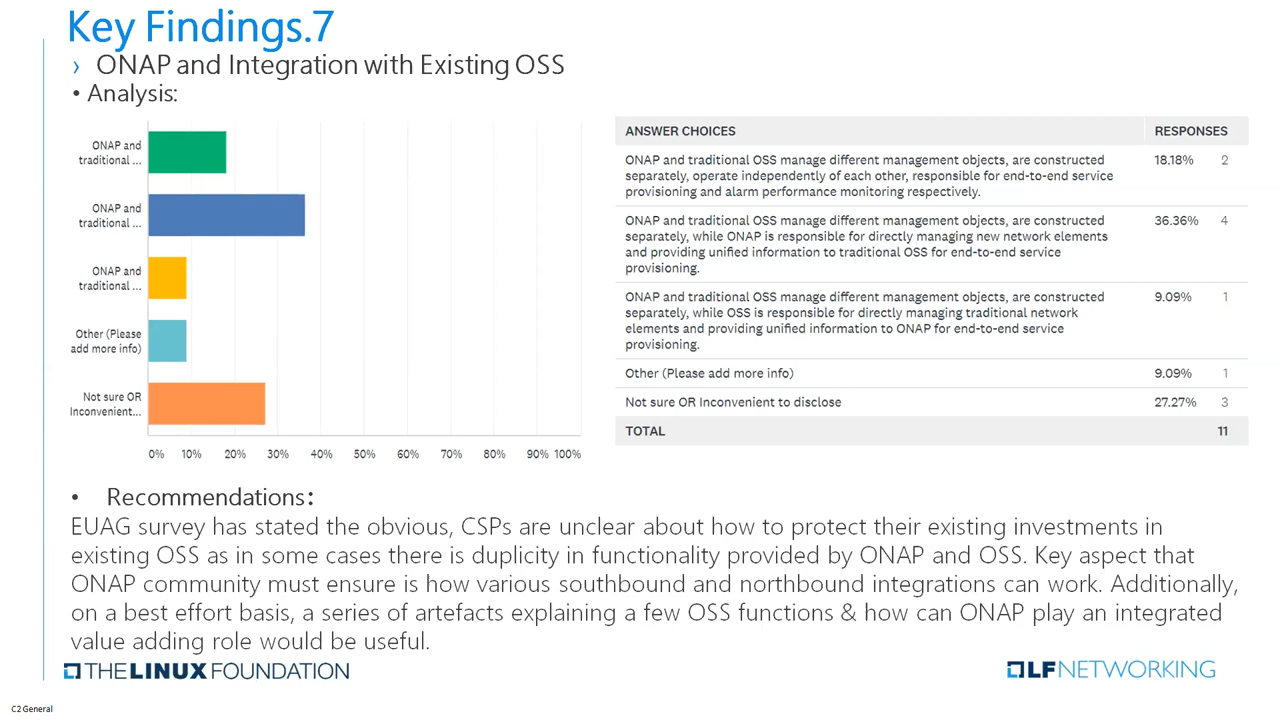 Key Findings.7
› ONAP and Integration with Existing OSS
• Analysis:
ONAP and
traditional ...
ONAP and
traditional ...
ONAP and
traditional ...
Other (Please
add more info)
Not sure OR
Inconvenient...
0% 10% 20% 30% 40% 50% 60% 70% 80% 90% 100%
ANSWER CHOICES RESPONSES
ONAP and traditional OSS manage different management objects, are constructed
separately, operate independently of each other, responsible for end-to-end service
provisioning and alarm performance monitoring respectively.
18.18% 2
ONAP and traditional OSS manage different management objects, are constructed
separately, while ONAP is responsible for directly managing new network elements
and providing unified information to traditional OSS for end-to-end service
provisioning.
36.36% 4
ONAP and traditional OSS manage different management objects, are constructed
separately, while OSS is responsible for directly managing traditional network
elements and providing unified information to ONAP for end-to-end service
provisioning.
9.09% 1
Other (Please add more info) 9.09% 1
Not sure OR Inconvenient to disclose 27.27% 3
TOTAL 11
• Recommendations:
EUAG survey has stated the obvious, CSPs are unclear about how to protect their existing investments in
existing OSS as in some cases there is duplicity in functionality provided by ONAP and OSS. Key aspect that
ONAP community must ensure is how various southbound and northbound integrations can work. Additionally,
on a best effort basis, a series of artefacts explaining a few OSS functions & how can ONAP play an integrated
value adding role would be useful.
THE LINUX FOUNDATION
LF NETWORKING
C2 General